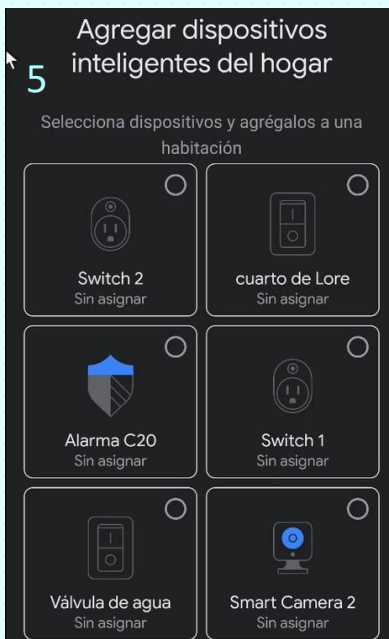 Agregar dispositivos
inteligentes del hogar
5
Selecciona dispositivos y agrégalos a una
habitación
Switch 2
Sin asignar
cuarto de Lore
Sin asignar
Alarma C20
Sin asignar
Switch 1
Sin asignar
Válvula de agua
Sin asignar
Smart Camera 2
Sin asignar